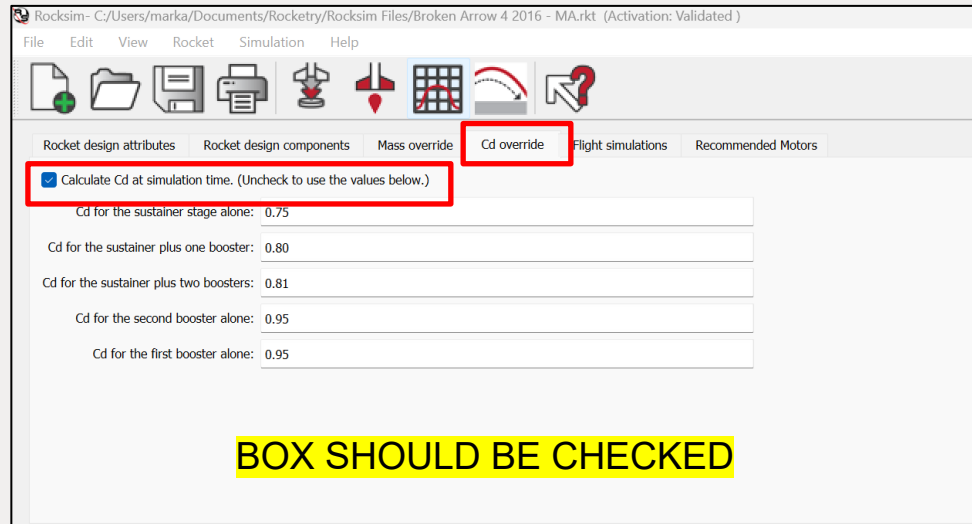 Rocksim- C:/Users/marka/Documents/Rocketry/Rocksim Files/Broken Arrow 4 2016 - MA.rkt (Activation: Validated )
File Edit View Rocket Simulation Help
Rocket design attributes Rocket design components Mass override Cd override Flight simulations Recommended Motors
Calculate Cd at simulation time. (Uncheck to use the values below.)
Cd for the sustainer stage alone: 0.75
Cd for the sustainer plus one booster: 0.80
Cd for the sustainer plus two boosters: 0.81
Cd for the second booster alone: 0.95
Cd for the first booster alone: 0.95
BOX SHOULD BE CHECKED